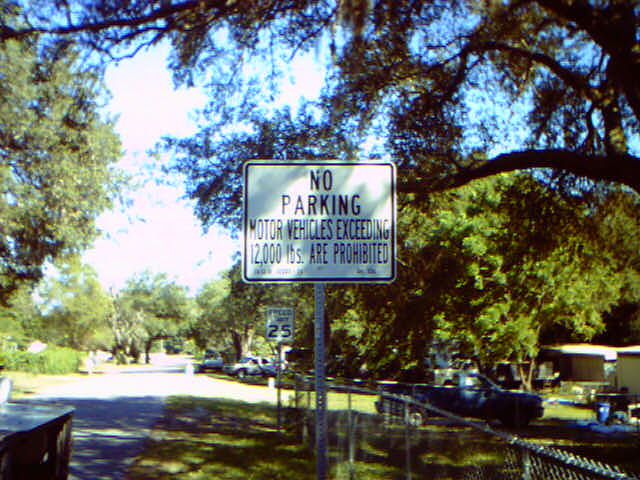 NO
PARKING
MOTOR VEHICLES EXCEEDING
12,000 lbs. ARE PROHIBITED
SPEED
LIMIT
25